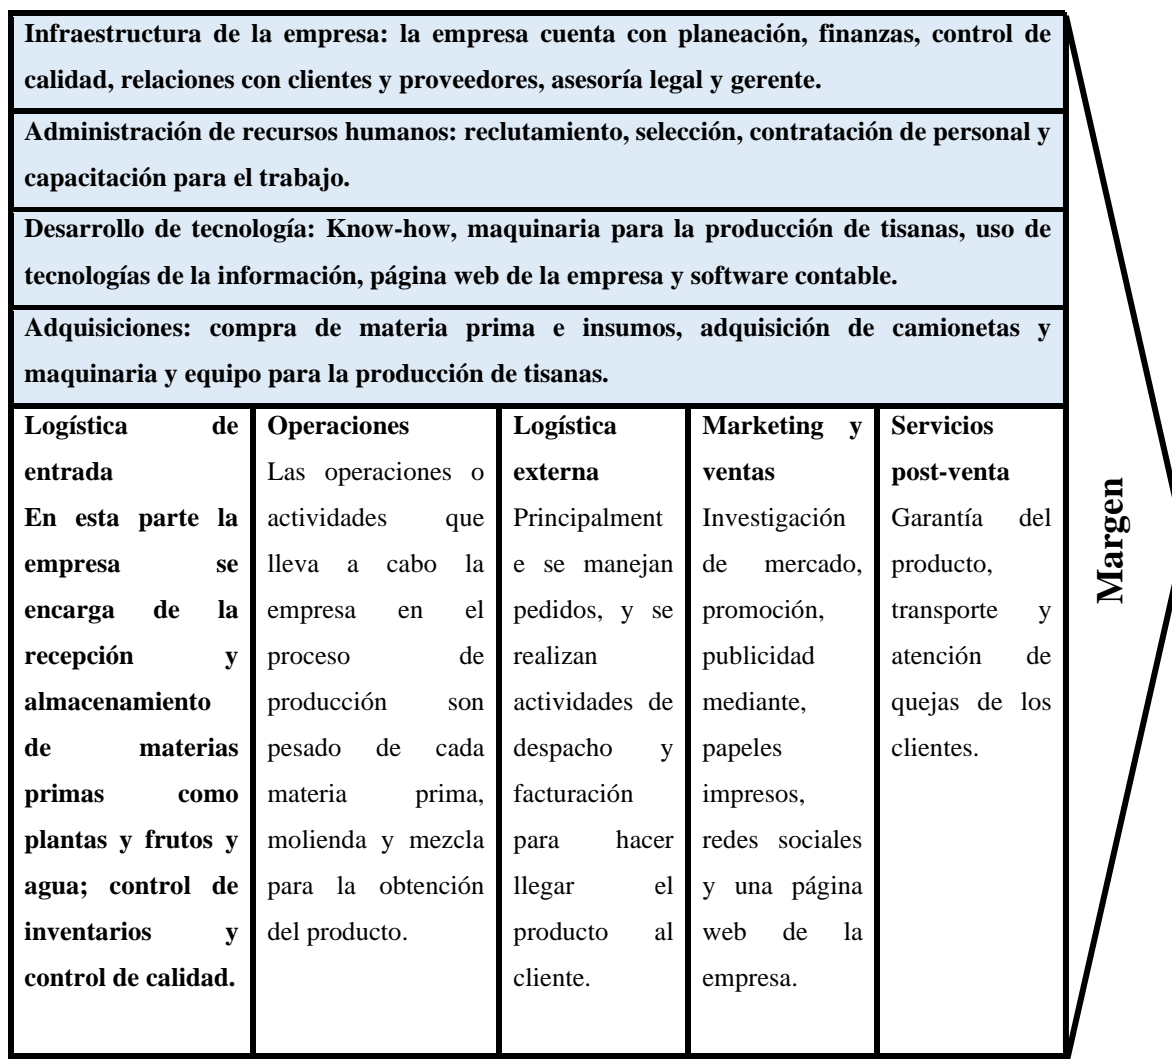 Infraestructura de la empresa: la empresa cuenta con planeación, finanzas, control de
calidad, relaciones con clientes y proveedores, asesoría legal y gerente.
Administración de recursos humanos: reclutamiento, selección, contratación de personal y
capacitación para el trabajo.
Desarrollo de tecnología: Know-how, maquinaria para la producción de tisanas, uso de
tecnologías de la información, página web de la empresa y software contable.
Adquisiciones: compra de materia prima e insumos, adquisición de camionetas y
maquinaria y equipo para la producción de tisanas.
Logística de
entrada
En esta parte la
empresa se
encarga de la
recepción y
almacenamiento
de materias
primas como
plantas y frutos y
agua; control de
inventarios y
control de calidad.
Operaciones
Las operaciones o
actividades que
lleva a cabo la
empresa en el
proceso de
producción son
pesado de cada
materia prima,
molienda y mezcla
para la obtención
del producto.
Logística
externa
Principalment
e se manejan
pedidos, y se
realizan
actividades de
despacho y
facturación
para hacer
llegar el
producto al
cliente.
Marketing y
ventas
Investigación
de mercado,
promoción,
publicidad
mediante,
papeles
impresos,
redes sociales
y una página
web de la
empresa.
Servicios
post-venta
Garantía del
producto,
transporte y
atención de
quejas de los
clientes.
Margen